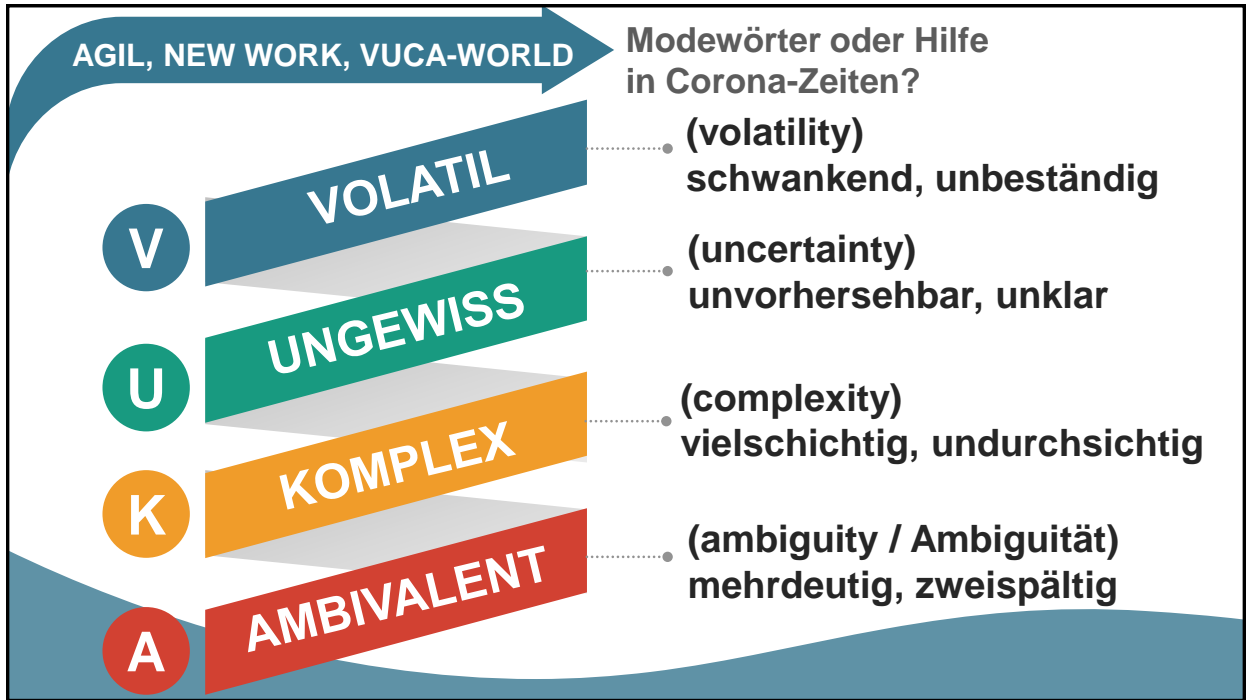 AGIL, NEW WORK, VUCA-WORLD
Modewörter oder Hilfe
in Corona-Zeiten?
V
VOLATIL
(volatility)
schwankend, unbeständig
U
UNGEWISS
(uncertainty)
unvorhersehbar, unklar
K
KOMPLEX
(complexity)
vielschichtig, undurchsichtig
A
AMBIVALENT
(ambiguity / Ambiguität)
mehrdeutig, zweispältig